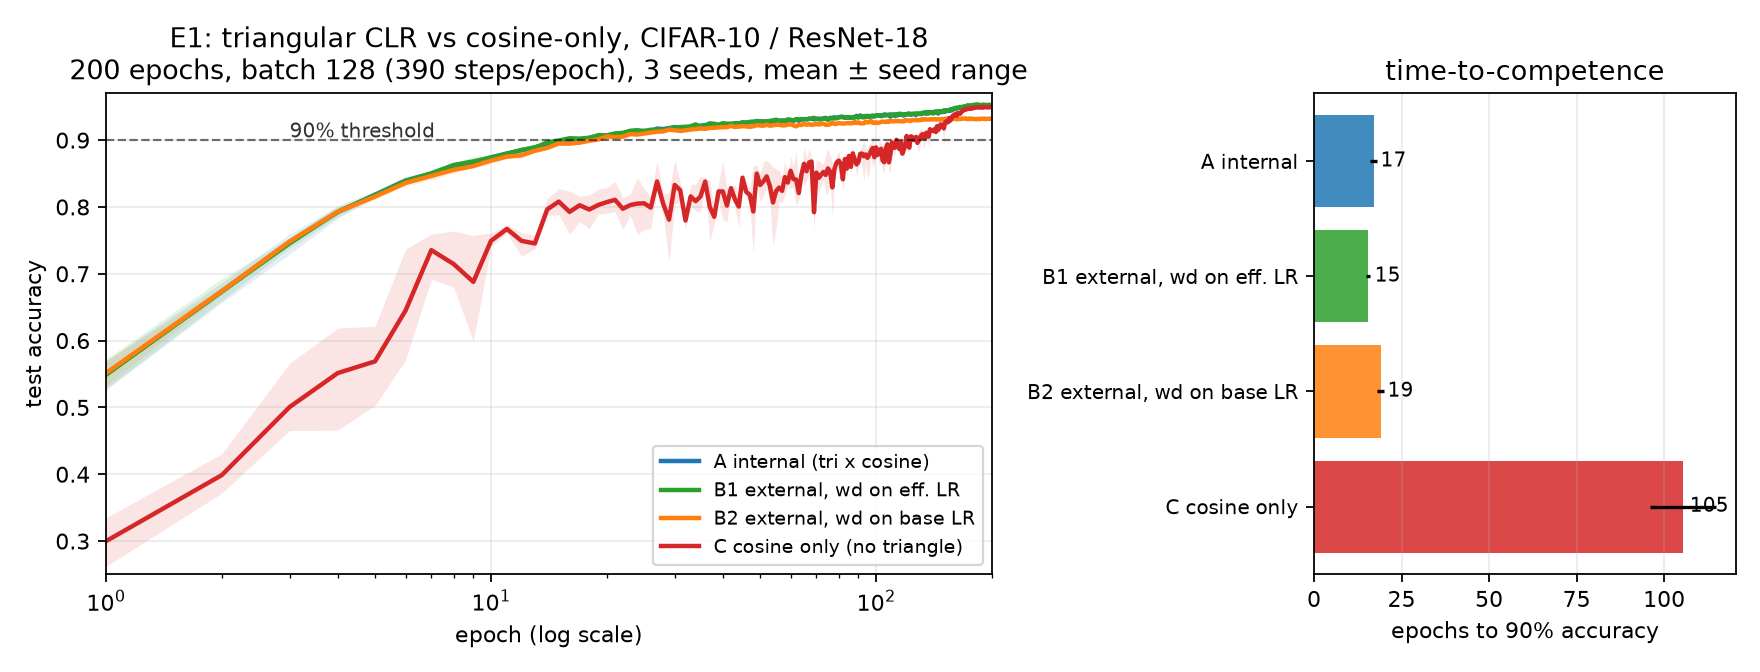 E1: triangular CLR vs cosine-only, CIFAR-10 / ResNet-18
200 epochs, batch 128 (390 steps/epoch), 3 seeds, mean ± seed range
test accuracy
0.9
0.8
0.7
0.6
0.5
0.4
0.3
90% threshold
A internal (tri x cosine)
B1 external, wd on eff. LR
B2 external, wd on base LR
C cosine only (no triangle)
10⁰
10¹
10²
epoch (log scale)
time-to-competence
A internal
17
B1 external, wd on eff. LR
15
B2 external, wd on base LR
19
C cosine only
105
0
25
50
75
100
epochs to 90% accuracy